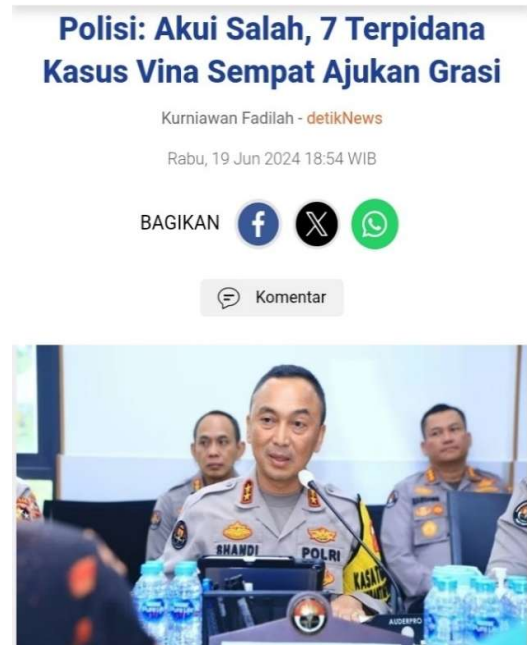 Polisi: Akui Salah, 7 Terpidana
Kasus Vina Sempat Ajukan Grasi
Kurniawan Fadilah - detikNews
Rabu, 19 Jun 2024 18:54 WIB
BAGIKAN
Komentar
SHANDI
POLRI
AUDERPRO